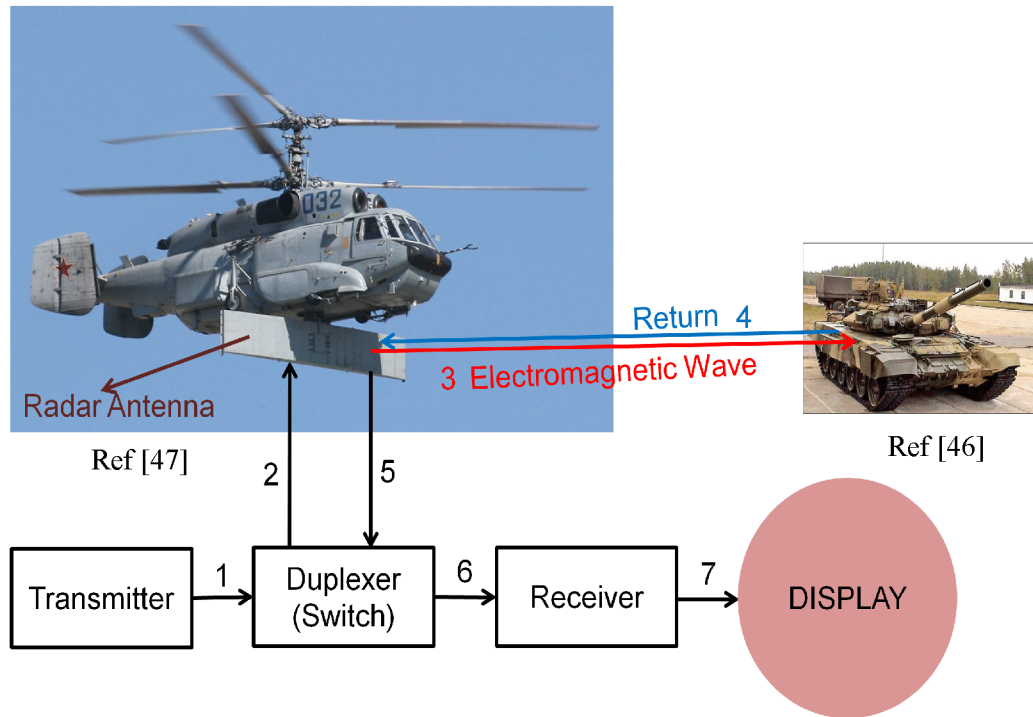 032
Return 4
3 Electromagnetic Wave
Radar Antenna
Ref [47]
Ref [46]
2
5
Transmitter
1
Duplexer
(Switch)
6
Receiver
7
DISPLAY